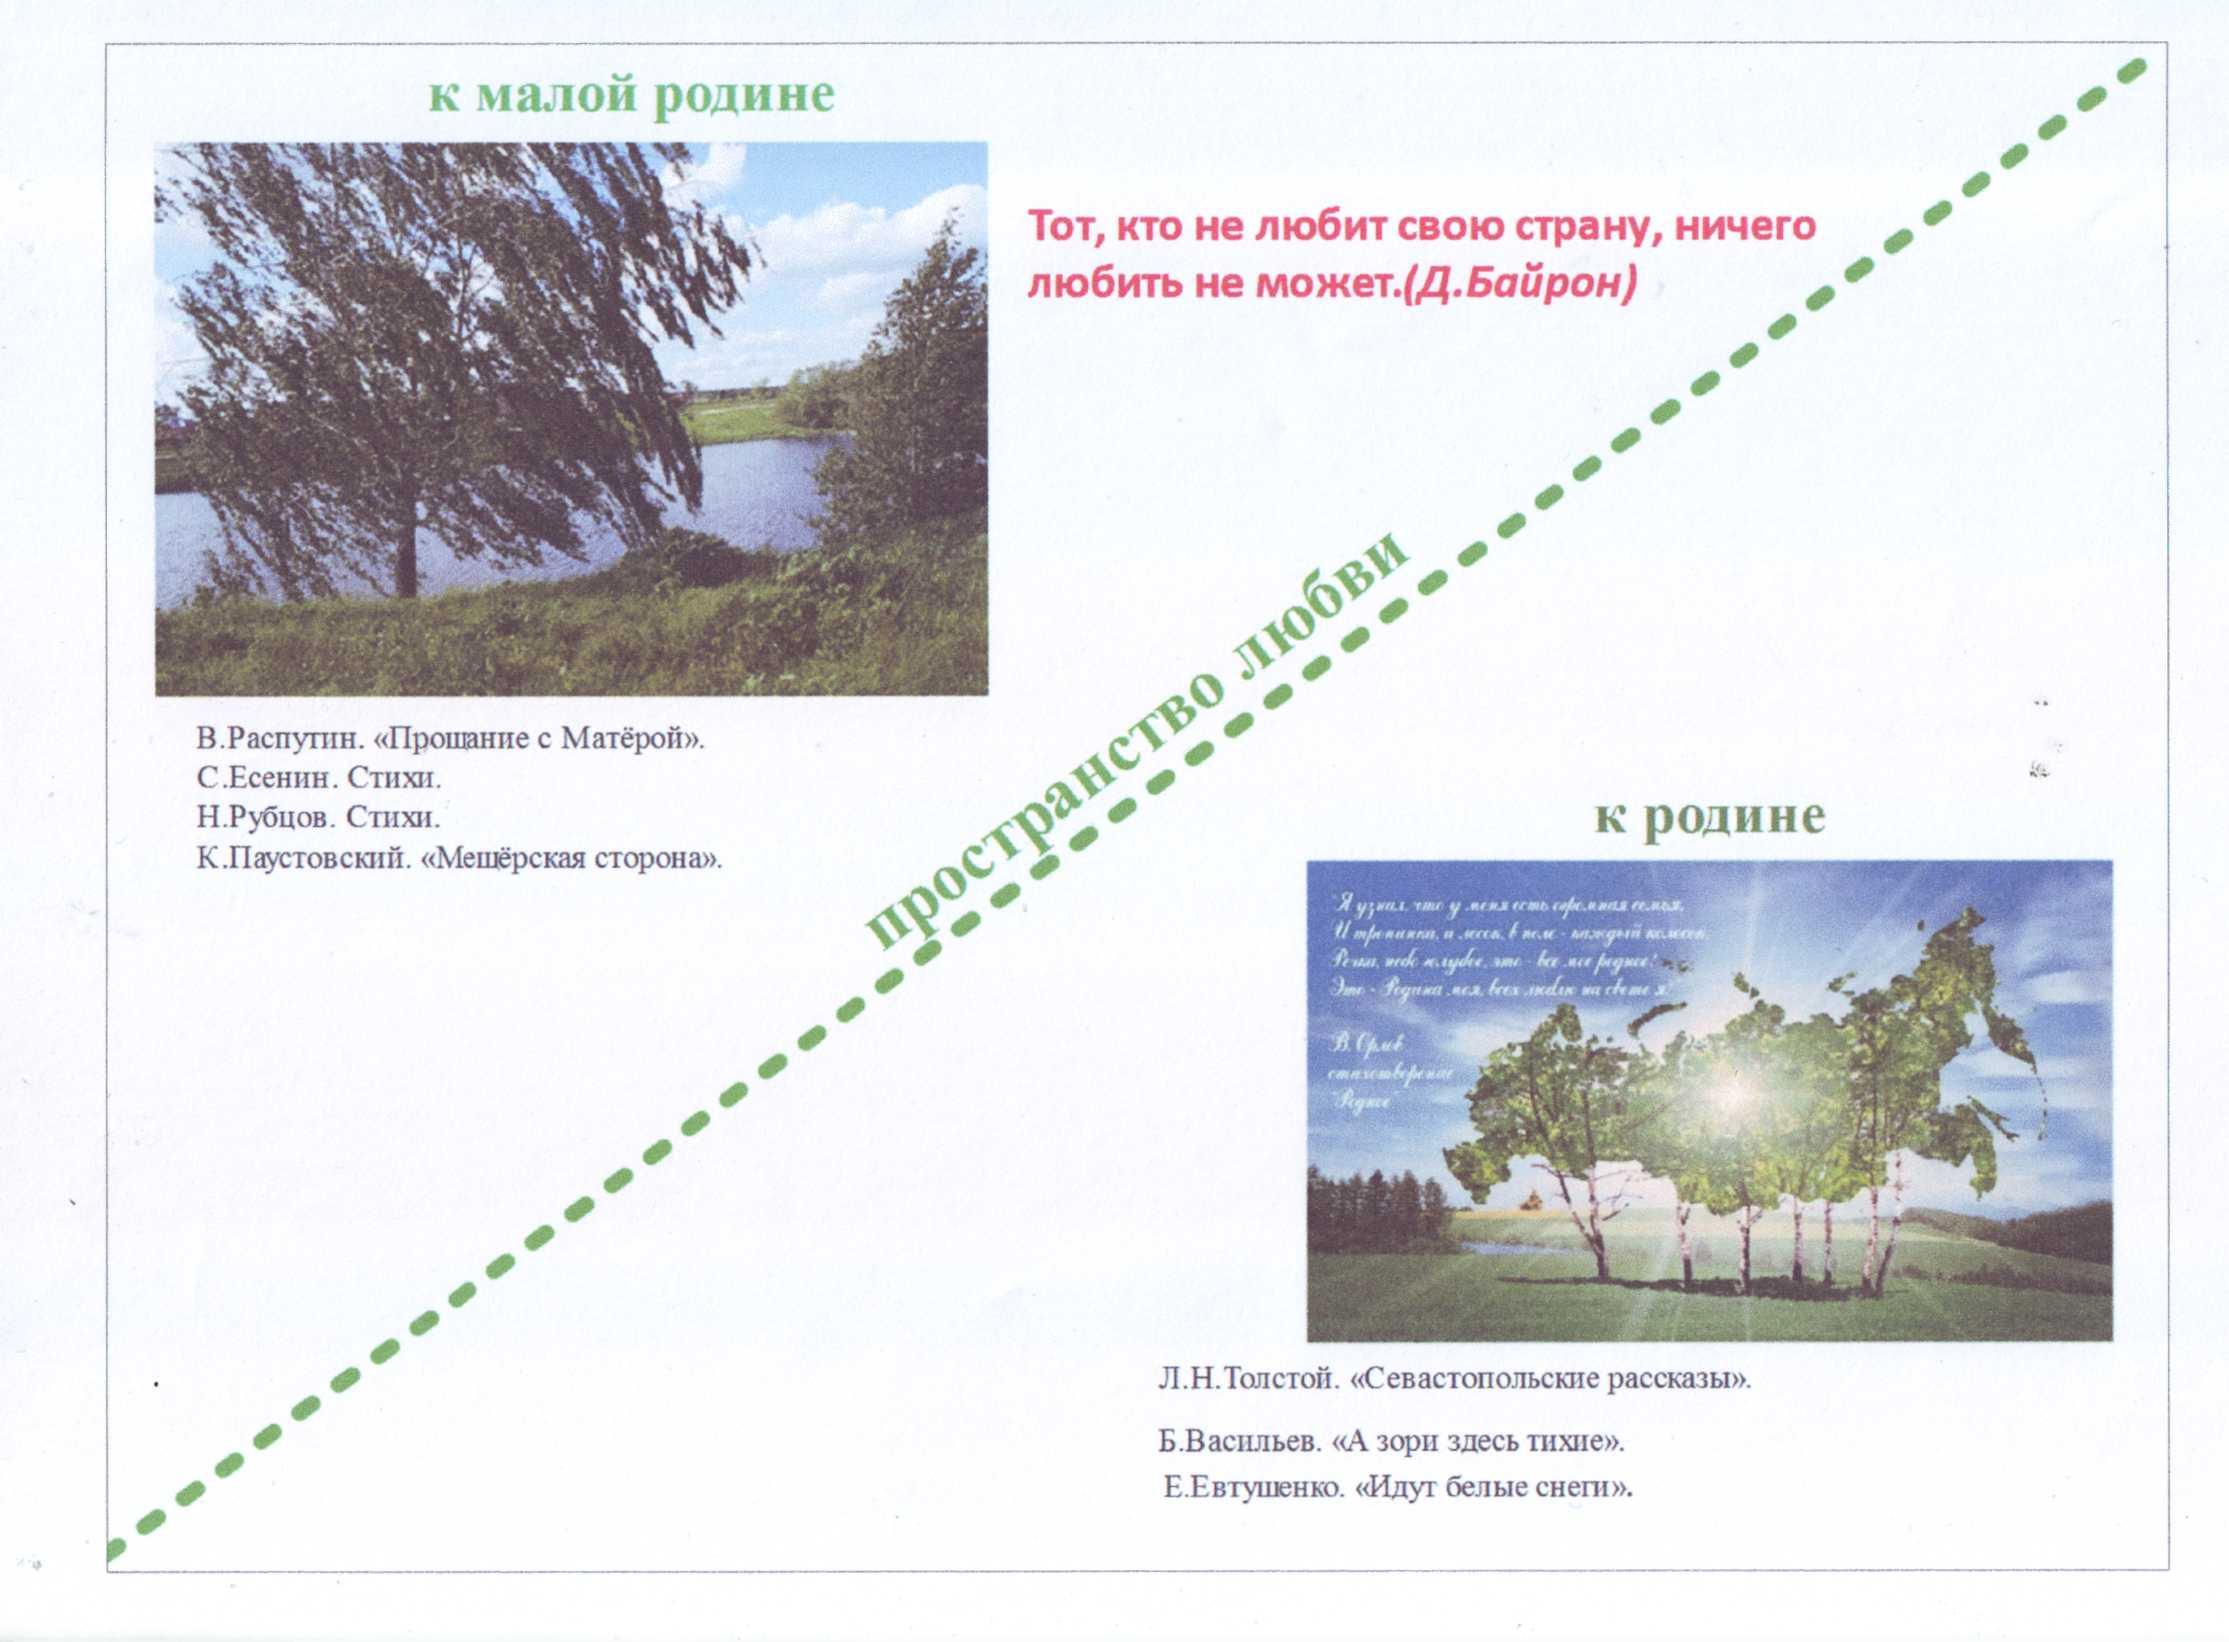 к малой родине
Тот, кто не любит свою страну, ничего
любить не может.(Д.Байрон)
В.Распутин. «Прощание с Матёрой».
С.Есенин. Стихи.
Н.Рубцов. Стихи.
К.Паустовский. «Мещёрская сторона».
пространство любви
к родине
"Я узнал, что у меня есть огромная семья,
И тропинка, и лесок, в поле - каждый колосок,
Речка, небо голубое, это - все мое родное!
Это - Родина моя, всех люблю на свете я!"
В. Орлов
стихотворение
"Родное"
Л.Н.Толстой. «Севастопольские рассказы».
Б.Васильев. «А зори здесь тихие».
Е.Евтушенко. «Идут белые снеги».